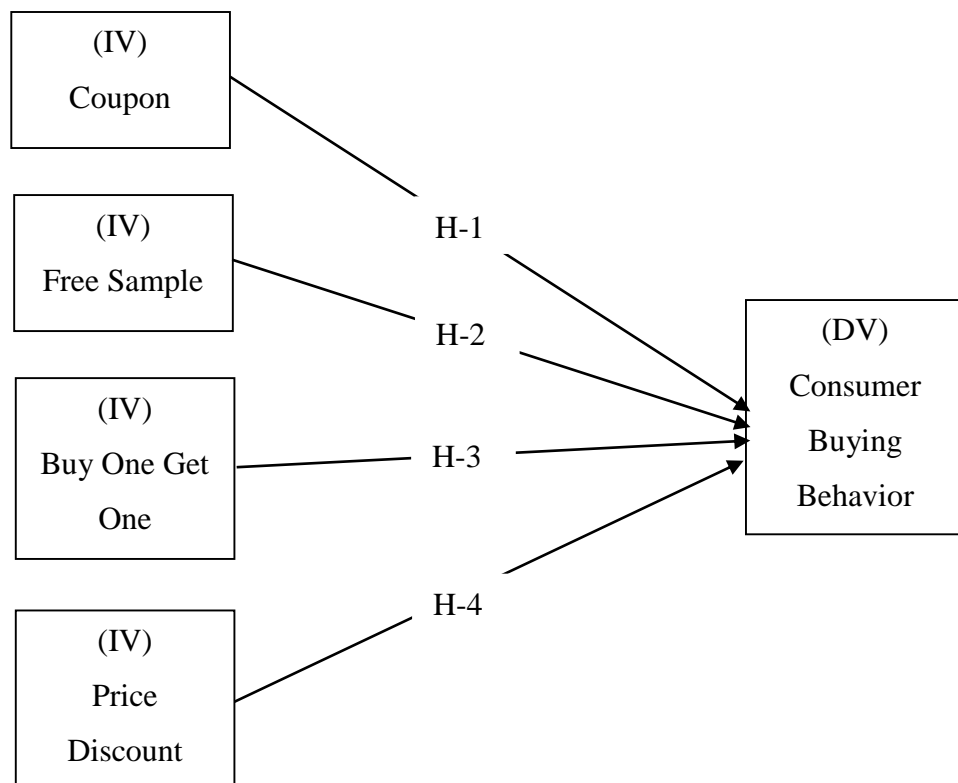 (IV)
Coupon
(IV)
Free Sample
(IV)
Buy One Get
One
(IV)
Price
Discount
H-1
H-2
H-3
H-4
(DV)
Consumer
Buying
Behavior